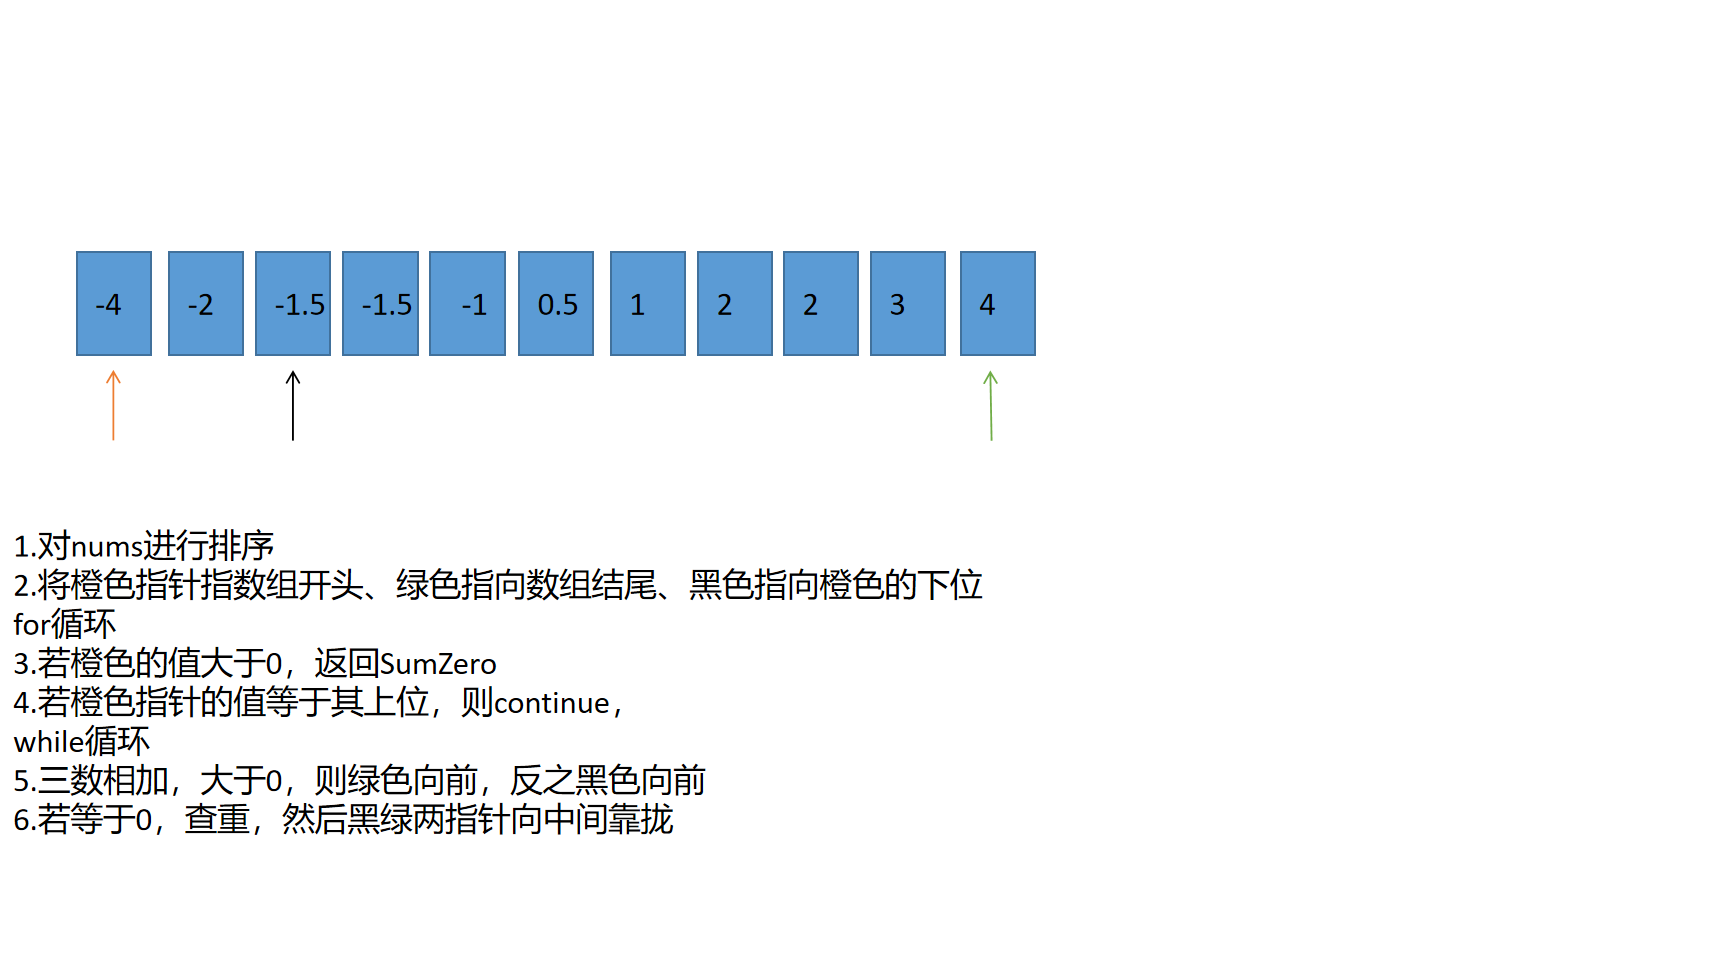 -4 -2 -1.5 -1.5 -1 0.5 1 2 2 3 4
1.对nums进行排序
2.将橙色指针指数组开头、绿色指向数组结尾、黑色指向橙色的下位
for循环
3.若橙色的值大于0，返回SumZero
4.若橙色指针的值等于其上位，则continue，
while循环
5.三数相加，大于0，则绿色向前，反之黑色向前
6.若等于0，查重，然后黑绿两指针向中间靠拢